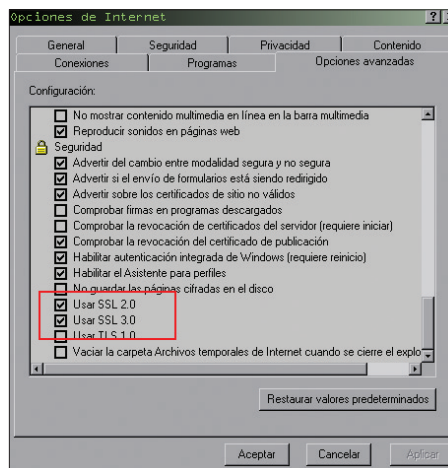 Opciones de Internet
General Seguridad Privacidad Contenido
Conexiones Programas Opciones avanzadas
Configuración:
No mostrar contenido multimedia en línea en la barra multimedia
Reproducir sonidos en páginas web
Seguridad
Advertir del cambio entre modalidad segura y no segura
Advertir si el envío de formularios está siendo redirigido
Advertir sobre los certificados de sitio no válidos
Comprobar firmas en programas descargados
Comprobar la revocación de certificados del servidor (requiere iniciar)
Comprobar la revocación del certificado de publicación
Habilitar autenticación integrada de Windows (requiere reinicio)
Habilitar el Asistente para perfiles
No guardar las páginas cifradas en el disco
Usar SSL 2.0
Usar SSL 3.0
Usar TLS 1.0
Vaciar la carpeta Archivos temporales de Internet cuando se cierre el explo
Restaurar valores predeterminados
Aceptar Cancelar Aplicar